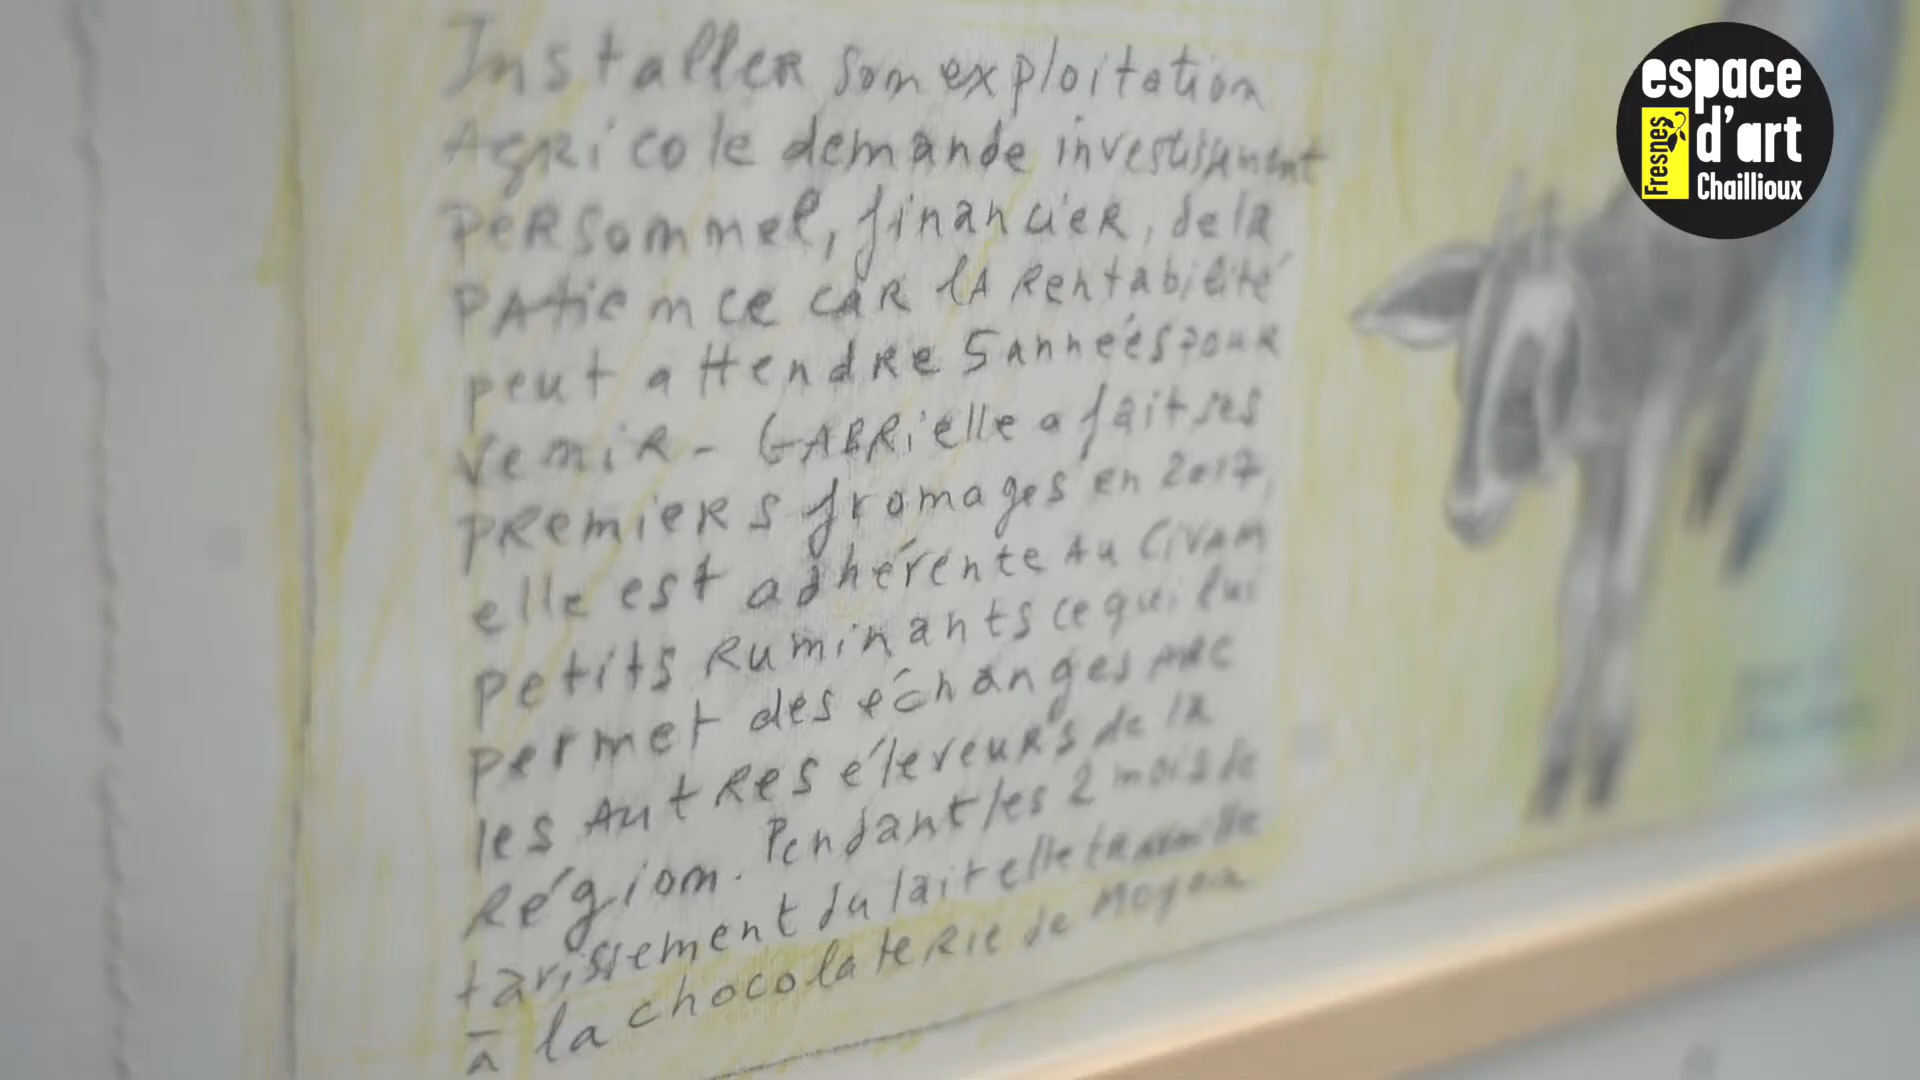 Installer son exploitation
Agricole demande investissement
personnel, financier, de la
patience car la rentabilité
peut attendre 5 années pour
venir - Gabrielle a fait ses
premiers fromages en 2017,
elle est adhérente au Civam
petits ruminants ce qui lui
permet des échanges avec
les autres éleveurs de la
région. Pendant les 2 mois de
tarissement du lait elle travaille
à la chocolaterie de
espace
d'art
Fresnes
Chaillioux